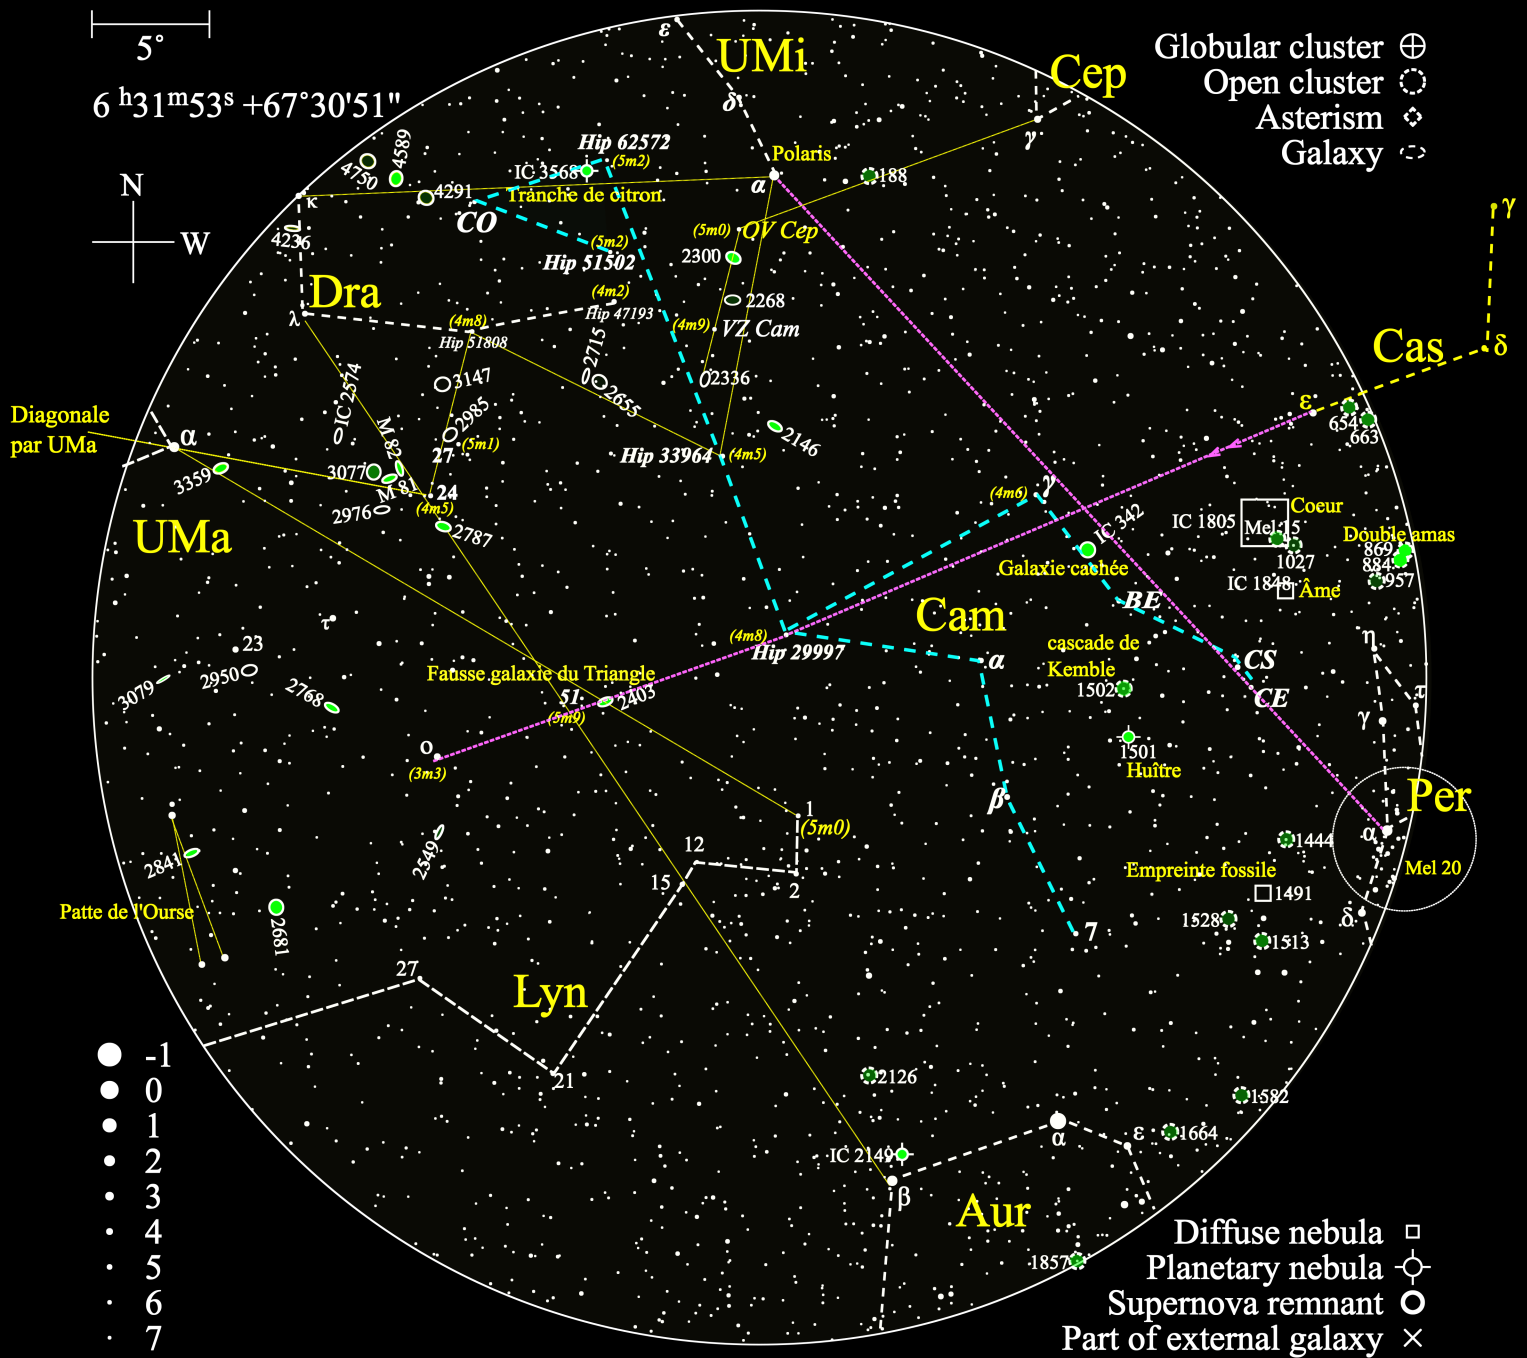 5°
6 h31m53s +67°30'51"
N
W
Globular cluster
Open cluster
Asterism
Galaxy
ε
UMi
Cep
δ
γ
4750
4589
4291
IC 3568
Hip 62572
(5m2)
Polaris
α
188
Tranche de citron
κ
CO
4236
(5m2)
Hip 51502
(5m0)
OV Cep
2300
γ
Dra
(4m2)
Hip 47193
2268
λ
(4m8)
Hip 51808
(4m9)
VZ Cam
Cas
δ
IC 2574
3147
2715
2655
2336
Diagonale
par UMa
α
M 82
2985
(5m1)
27
2146
ε
654
663
3359
3077
M 81
24
(4m5)
2976
2787
Hip 33964
(4m5)
(4m6)
γ
IC 342
Galaxie cachée
IC 1805
Coeur
Mel 15
1027
Double amas
869
884
957
IC 1848
Âme
UMa
BE
Cam
τ
23
2950
3079
2768
(4m8)
Hip 29997
α
cascade de
Kemble
1502
CS
CE
η
τ
γ
Fausse galaxie du Triangle
51
(5m9)
2403
ο
(3m3)
1501
Huître
β
Per
α
Mel 20
1
(5m0)
12
15
2
1444
2841
2549
Empreinte fossile
1491
Patte de l'Ourse
2681
1528
1513
δ
7
27
Lyn
21
2126
1582
1664
α
ε
IC 2149
β
Aur
1857
-1
0
1
2
3
4
5
6
7
Diffuse nebula
Planetary nebula
Supernova remnant
Part of external galaxy